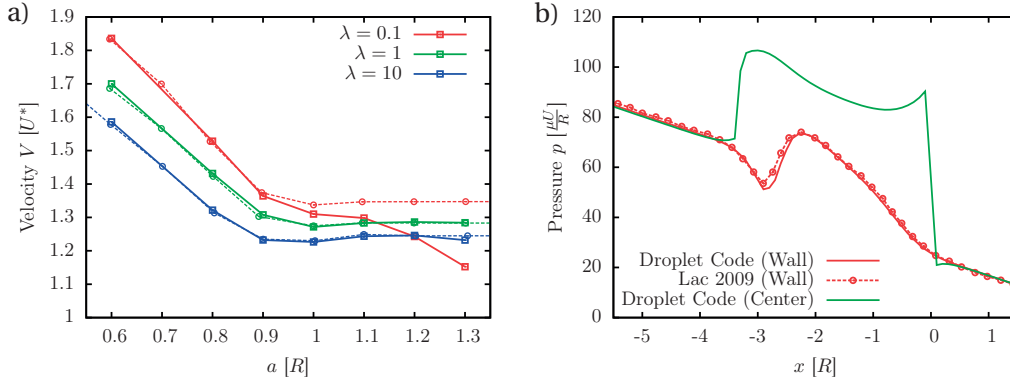 a)
1.9
1.8
1.7
1.6
1.5
1.4
1.3
1.2
1.1
1
Velocity V [U*]
λ = 0.1
λ = 1
λ = 10
0.6 0.7 0.8 0.9 1 1.1 1.2 1.3
a [R]
b)
120
100
80
60
40
20
0
Pressure p [μU/R]
Droplet Code (Wall)
Lac 2009 (Wall)
Droplet Code (Center)
-5 -4 -3 -2 -1 0 1
x [R]